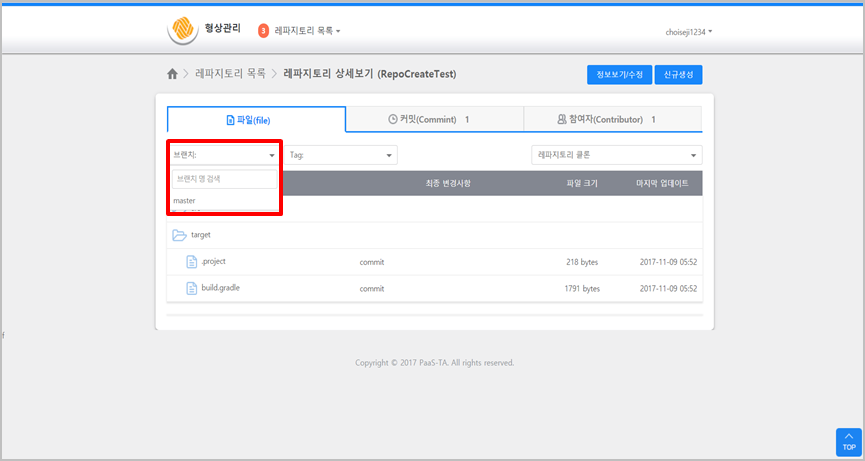 형상관리
3 레파지토리 목록
choiseji1234
레파지토리 목록 > 레파지토리 상세보기 (RepoCreateTest)
정보보기/수정 신규생성
파일(file) 커밋(Commint) 1 참여자(Contributor) 1
브랜치: Tag: 레파지토리 클론
브랜치 명 검색
master
최종 변경사항 파일 크기 마지막 업데이트
target
.project commit 218 bytes 2017-11-09 05:52
build.gradle commit 1791 bytes 2017-11-09 05:52
f
Copyright © 2017 PaaS-TA. All rights reserved.
TOP